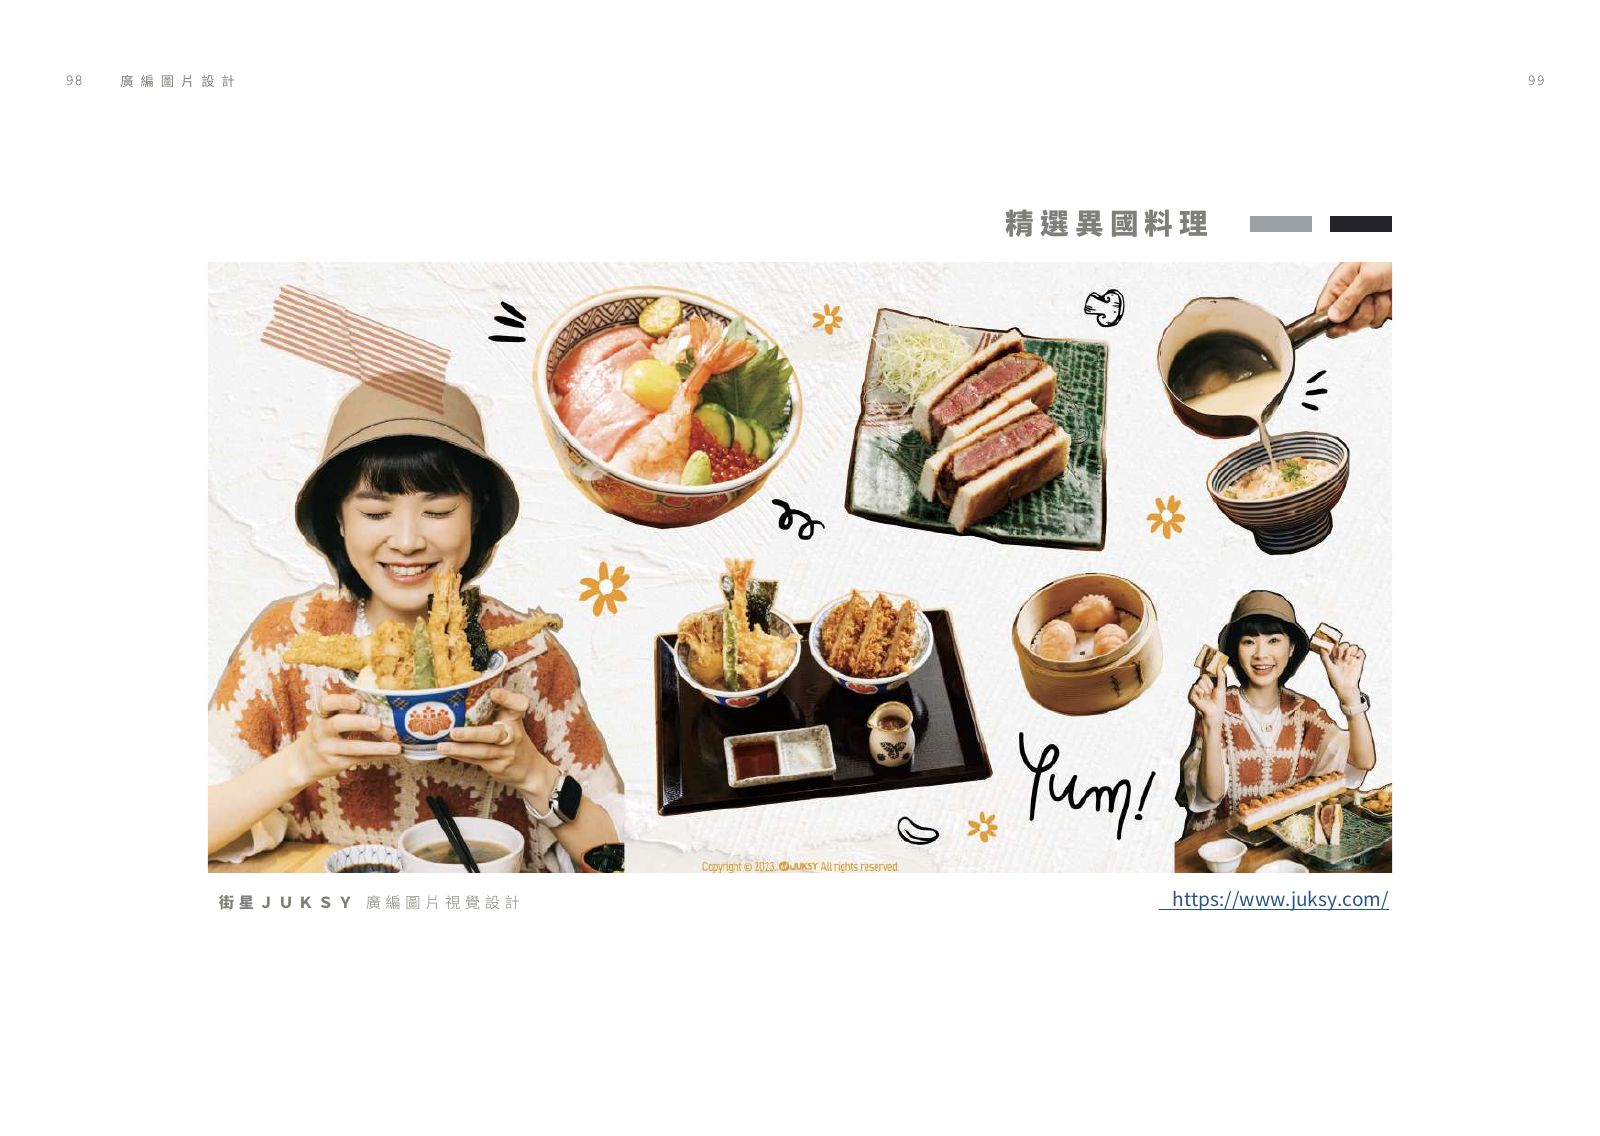 98 廣編圖片設計
99
精選異國料理
Yum!
Copyright © 2023. JUKSY All rights reserved.
街星JUKSY 廣編圖片視覺設計
https://www.juksy.com/